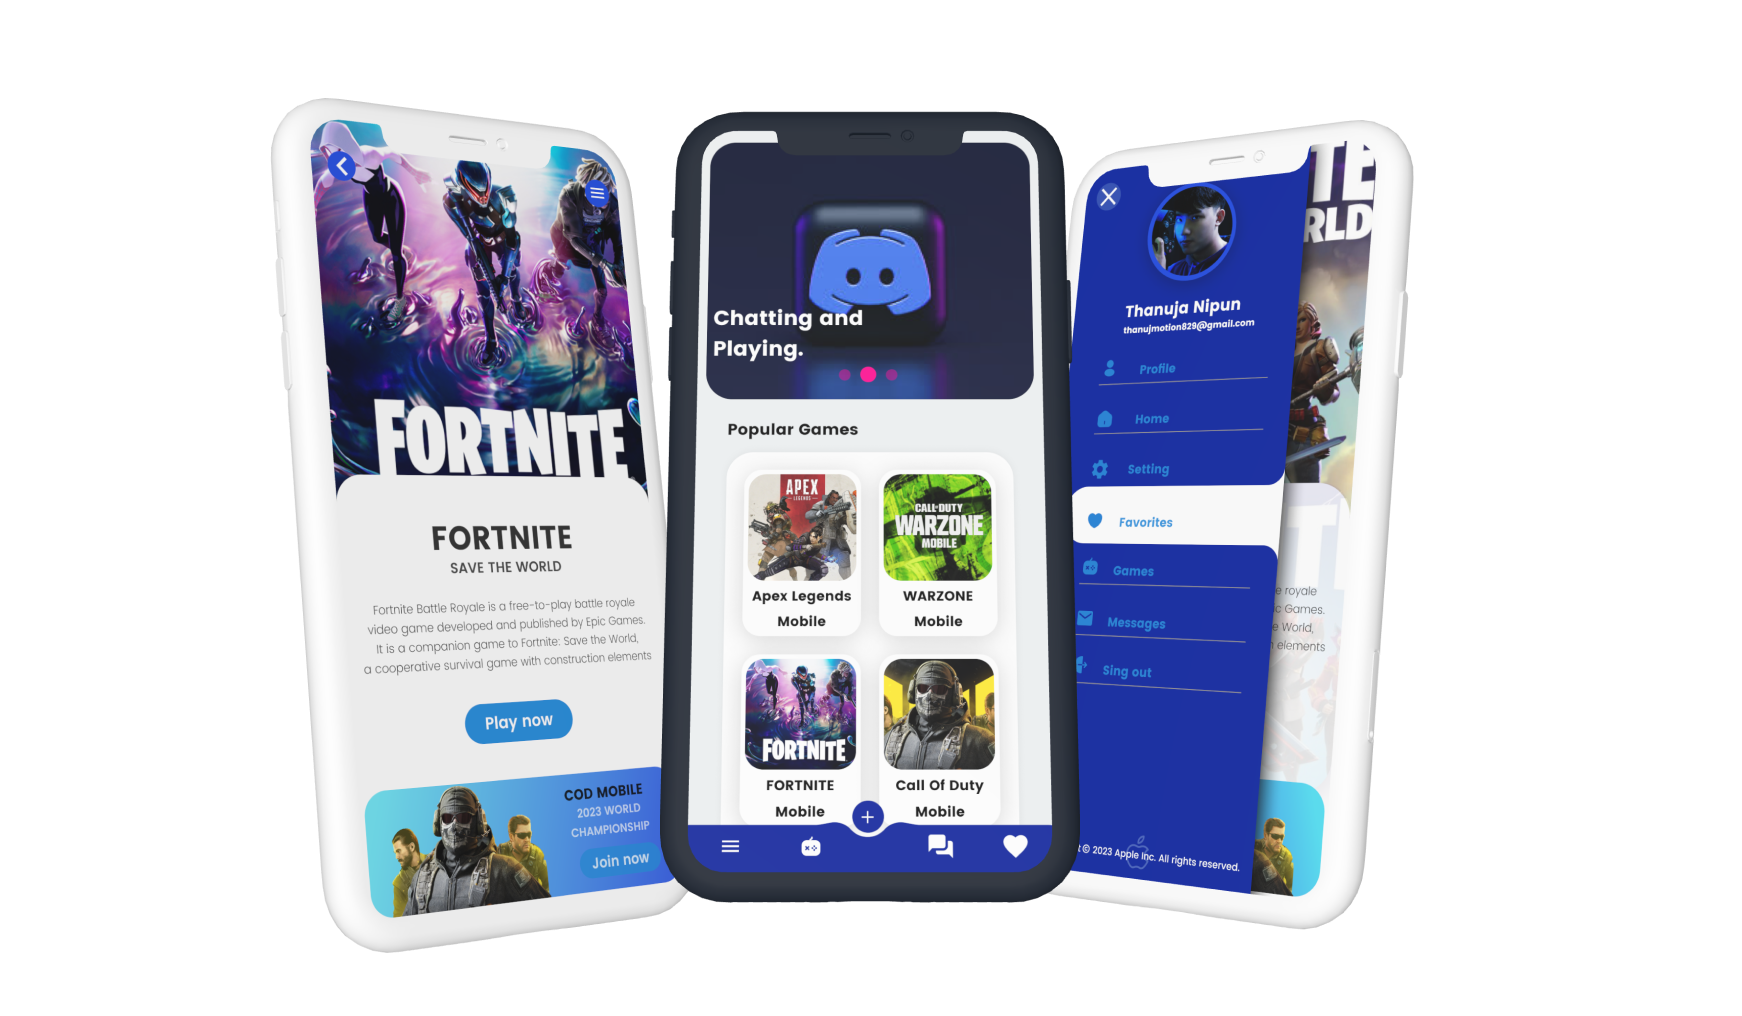 FORTNITE
FORTNITE
SAVE THE WORLD
Fortnite Battle Royale is a free-to-play battle royale
video game developed and published by Epic Games.
It is a companion game to Fortnite: Save the World,
a cooperative survival game with construction elements
Play now
COD MOBILE
2023 WORLD
CHAMPIONSHIP
Join now
Chatting and
Playing.
Popular Games
APEX
LEGENDS
Apex Legends
Mobile
CALL OF DUTY
WARZONE
MOBILE
WARZONE
Mobile
FORTNITE
FORTNITE
Mobile
Call Of Duty
Mobile
Thanuja Nipun
thanujmotion829@gmail.com
Profile
Home
Setting
Favorites
Games
Messages
Sing out
t © 2023 Apple Inc. All rights reserved.
TE
RLD
T
e royale
c Games.
e World,
n elements